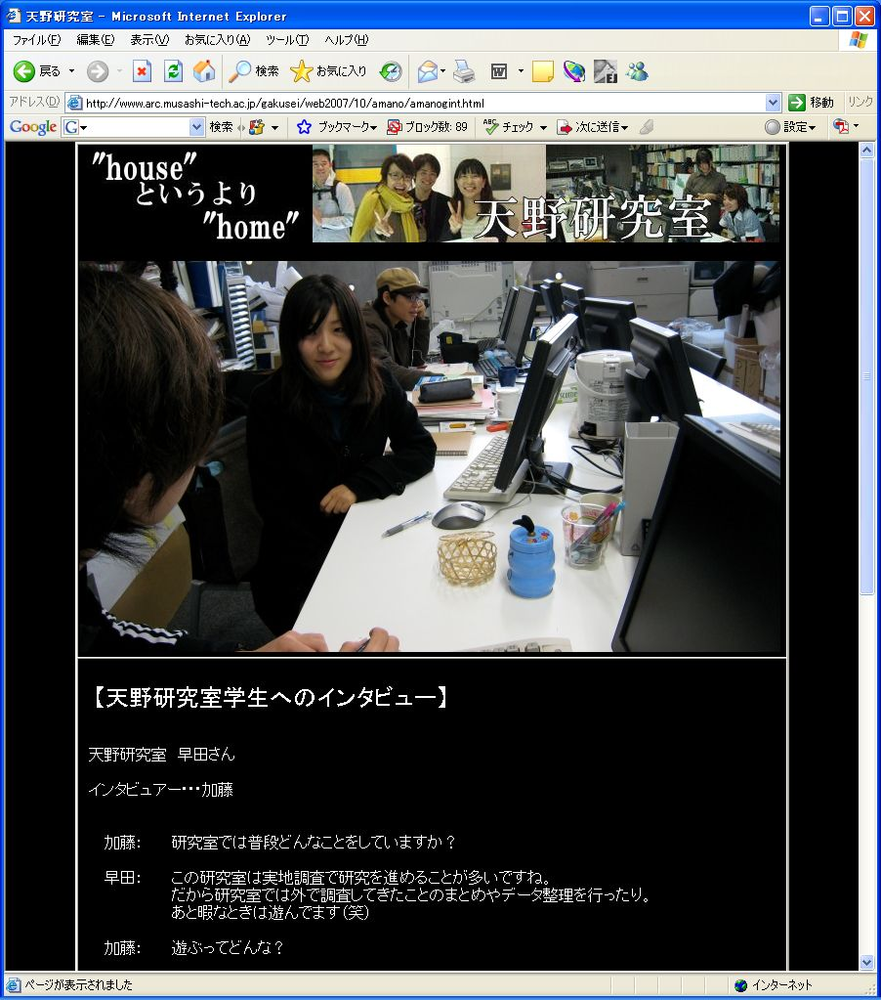 天野研究室 - Microsoft Internet Explorer
ファイル(F) 編集(E) 表示(V) お気に入り(A) ツール(T) ヘルプ(H)
戻る 検索 お気に入り
アドレス(D) http://www.arc.musashi-tech.ac.jp/gakusei/web2007/10/amano/amanogint.html 移動 リンク
Google G 検索 ブックマーク ブロック数: 89 ABC チェック 次に送信 設定
"house"
というより
"home"
天野研究室
【天野研究室学生へのインタビュー】
天野研究室 早田さん
インタビュアー・・・加藤
加藤: 研究室では普段どんなことをしていますか？
早田: この研究室は実地調査で研究を進めることが多いですね。
だから研究室では外で調査してきたことのまとめやデータ整理を行ったり。
あと暇なときは遊んでます(笑)
加藤: 遊ぶってどんな？
ページが表示されました インターネット